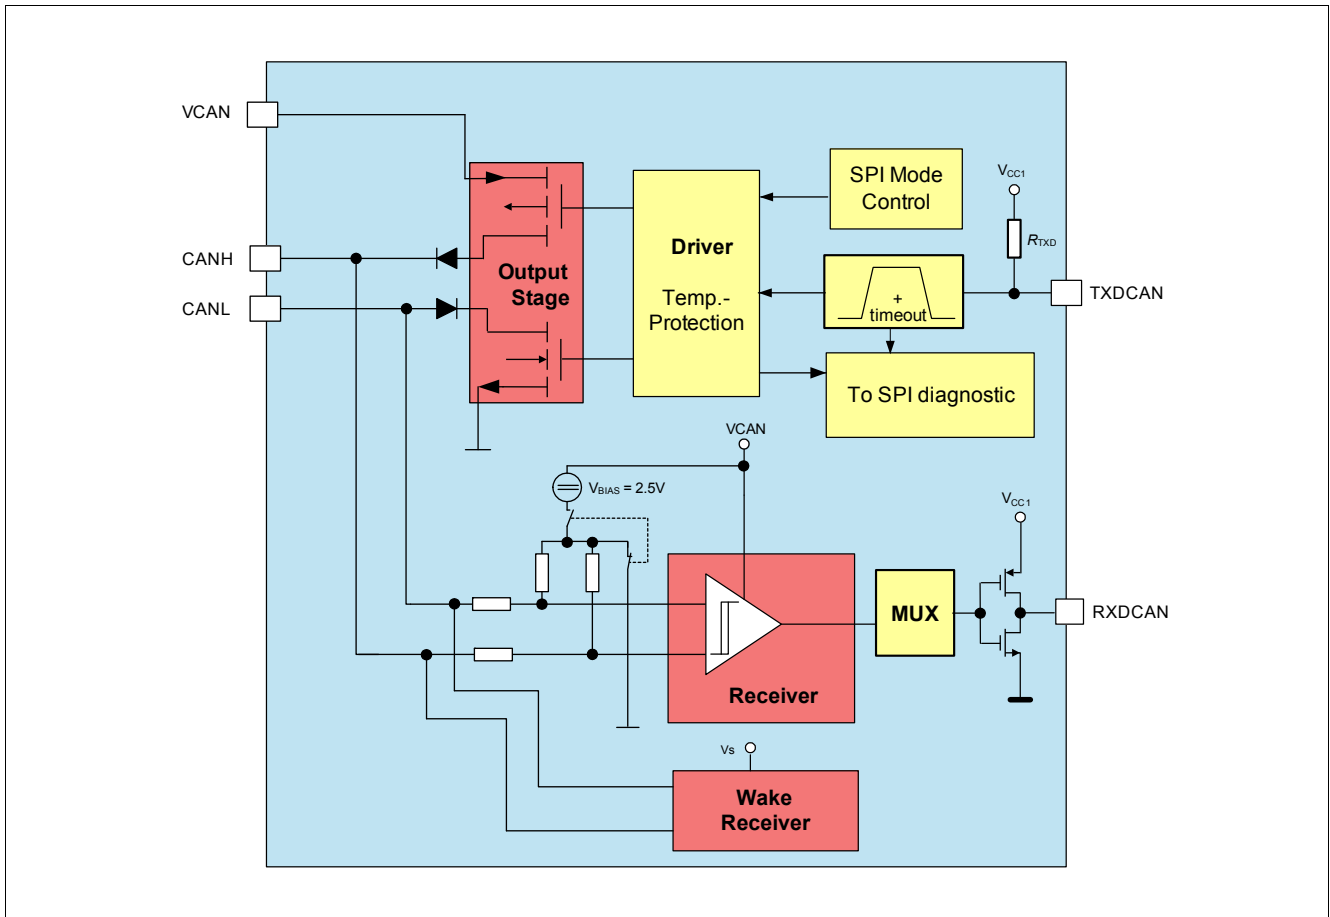 VCAN
CANH
CANL
Output
Stage
Driver
Temp.-
Protection
SPI Mode
Control
+
timeout
To SPI diagnostic
VCC1
RTXD
TXDCAN
VCAN
VBIAS = 2.5V
Receiver
MUX
VCC1
RXDCAN
Vs
Wake
Receiver